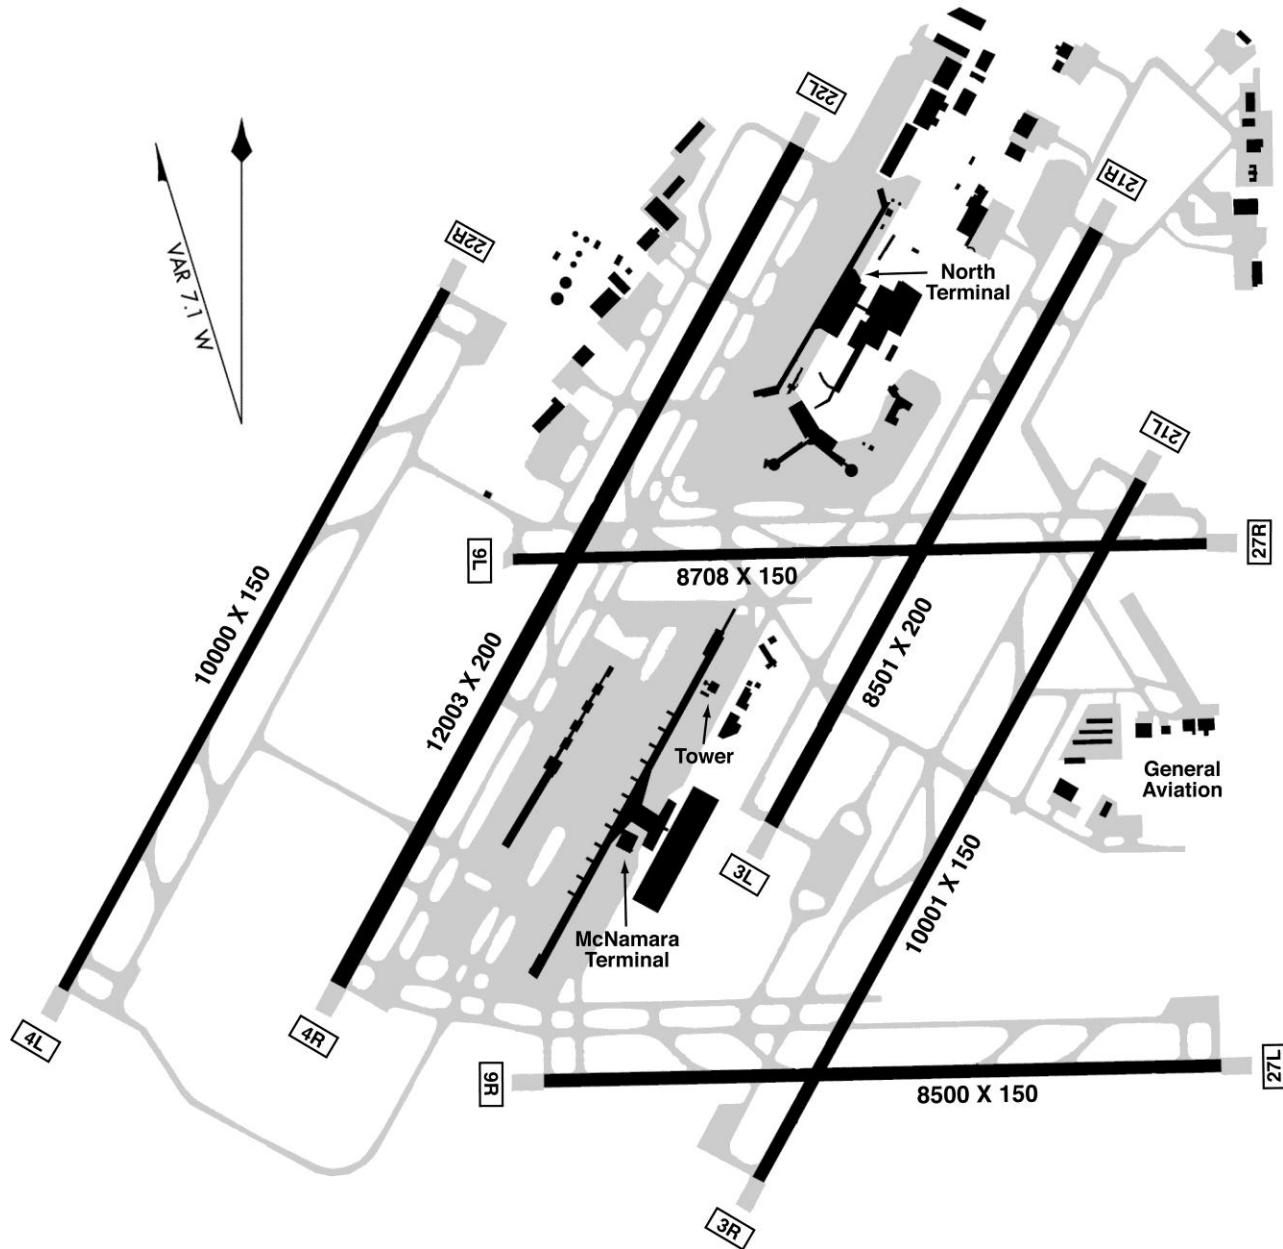 22L
21R
22R
VAR 7.1 W
North
Terminal
21L
9L
27R
8708 X 150
10000 X 150
12003 X 200
8501 X 200
Tower
General
Aviation
3L
10001 X 150
McNamara
Terminal
4L
4R
9R
27L
8500 X 150
3R